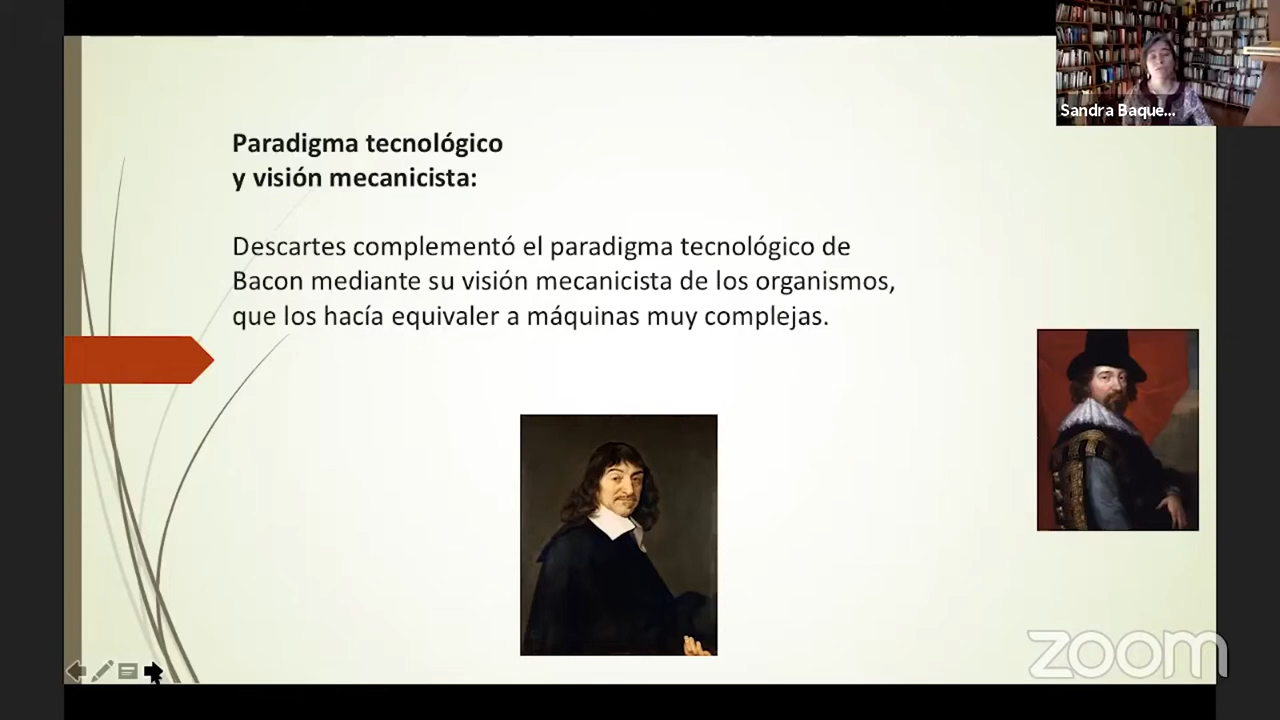 Sandra Baque...
Paradigma tecnológico
y visión mecanicista:
Descartes complementó el paradigma tecnológico de
Bacon mediante su visión mecanicista de los organismos,
que los hacía equivaler a máquinas muy complejas.
zoom